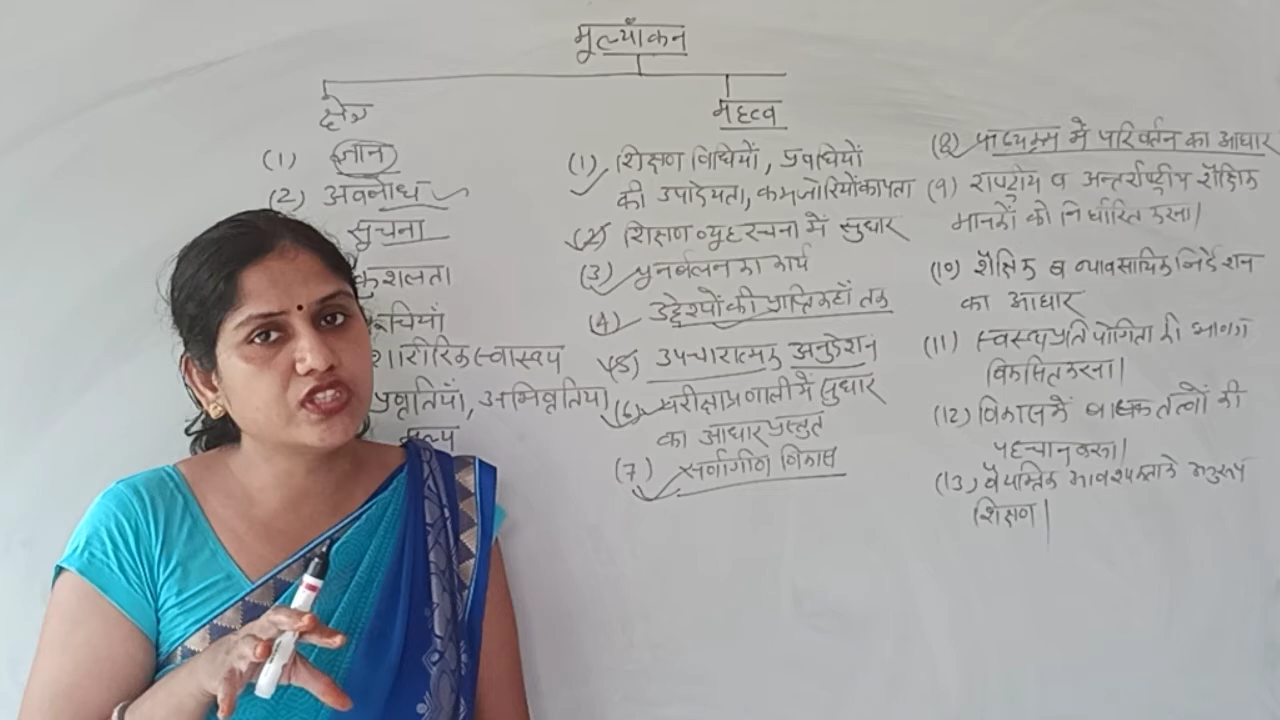 मूल्याँकन
क्षेत्र
(1) ज्ञान
(2) अवबोध
सूचना
कुशलता
रूचियाँ
शारीरिक स्वास्थ्य
प्रवृतियाँ, अभिवृतियाँ
मूल्य
महत्व
(1) शिक्षण विधियों, प्रविधियों
की उपादेयता, कमजोरियों का पता
(2) शिक्षण व्यूहरचना में सुधार
(3) पुनर्बलन का कार्य
(4) उद्देश्यों की प्राप्ति कहाँ तक
(5) उपचारात्मक अनुदेशन
(6) परीक्षा प्रणाली में सुधार
का आधार प्रस्तुत
(7) सर्वांगीण विकास
(8) पाठ्यक्रम में परिवर्तन का आधार
(9) राष्ट्रीय व अन्तर्राष्ट्रीय शैक्षिक
मानकों को निर्धारित करना।
(10) शैक्षिक व व्यावसायिक निर्देशन
का आधार
(11) स्वस्थ प्रतियोगिता की भावना
विकसित करना।
(12) विकास में बाधक तत्वों की
पहचान करना।
(13) वैयक्तिक आवश्यकता के अनुरूप
शिक्षण।